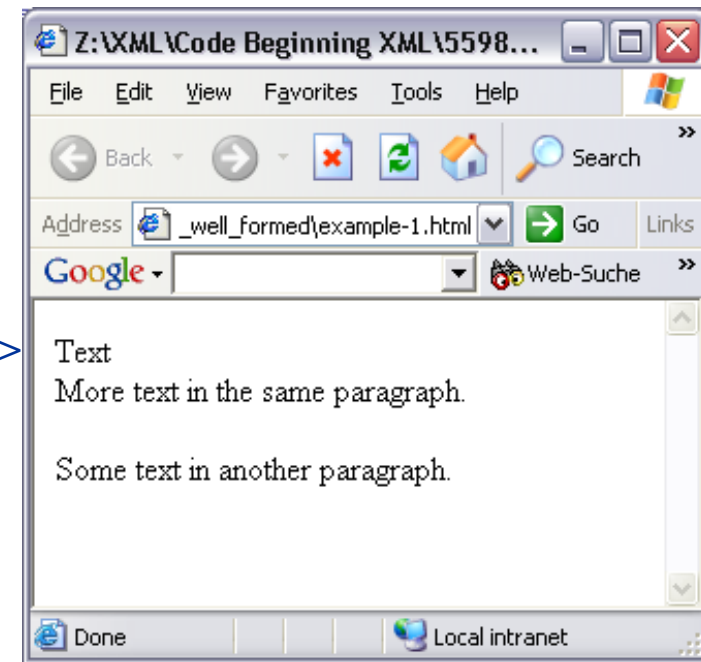 Z:\XML\Code Beginning XML\5598...
File Edit View Favorites Tools Help
Back Search »
Address _well_formed\example-1.html Go Links
Google Web-Suche »
>
Text
More text in the same paragraph.
Some text in another paragraph.
Done Local intranet